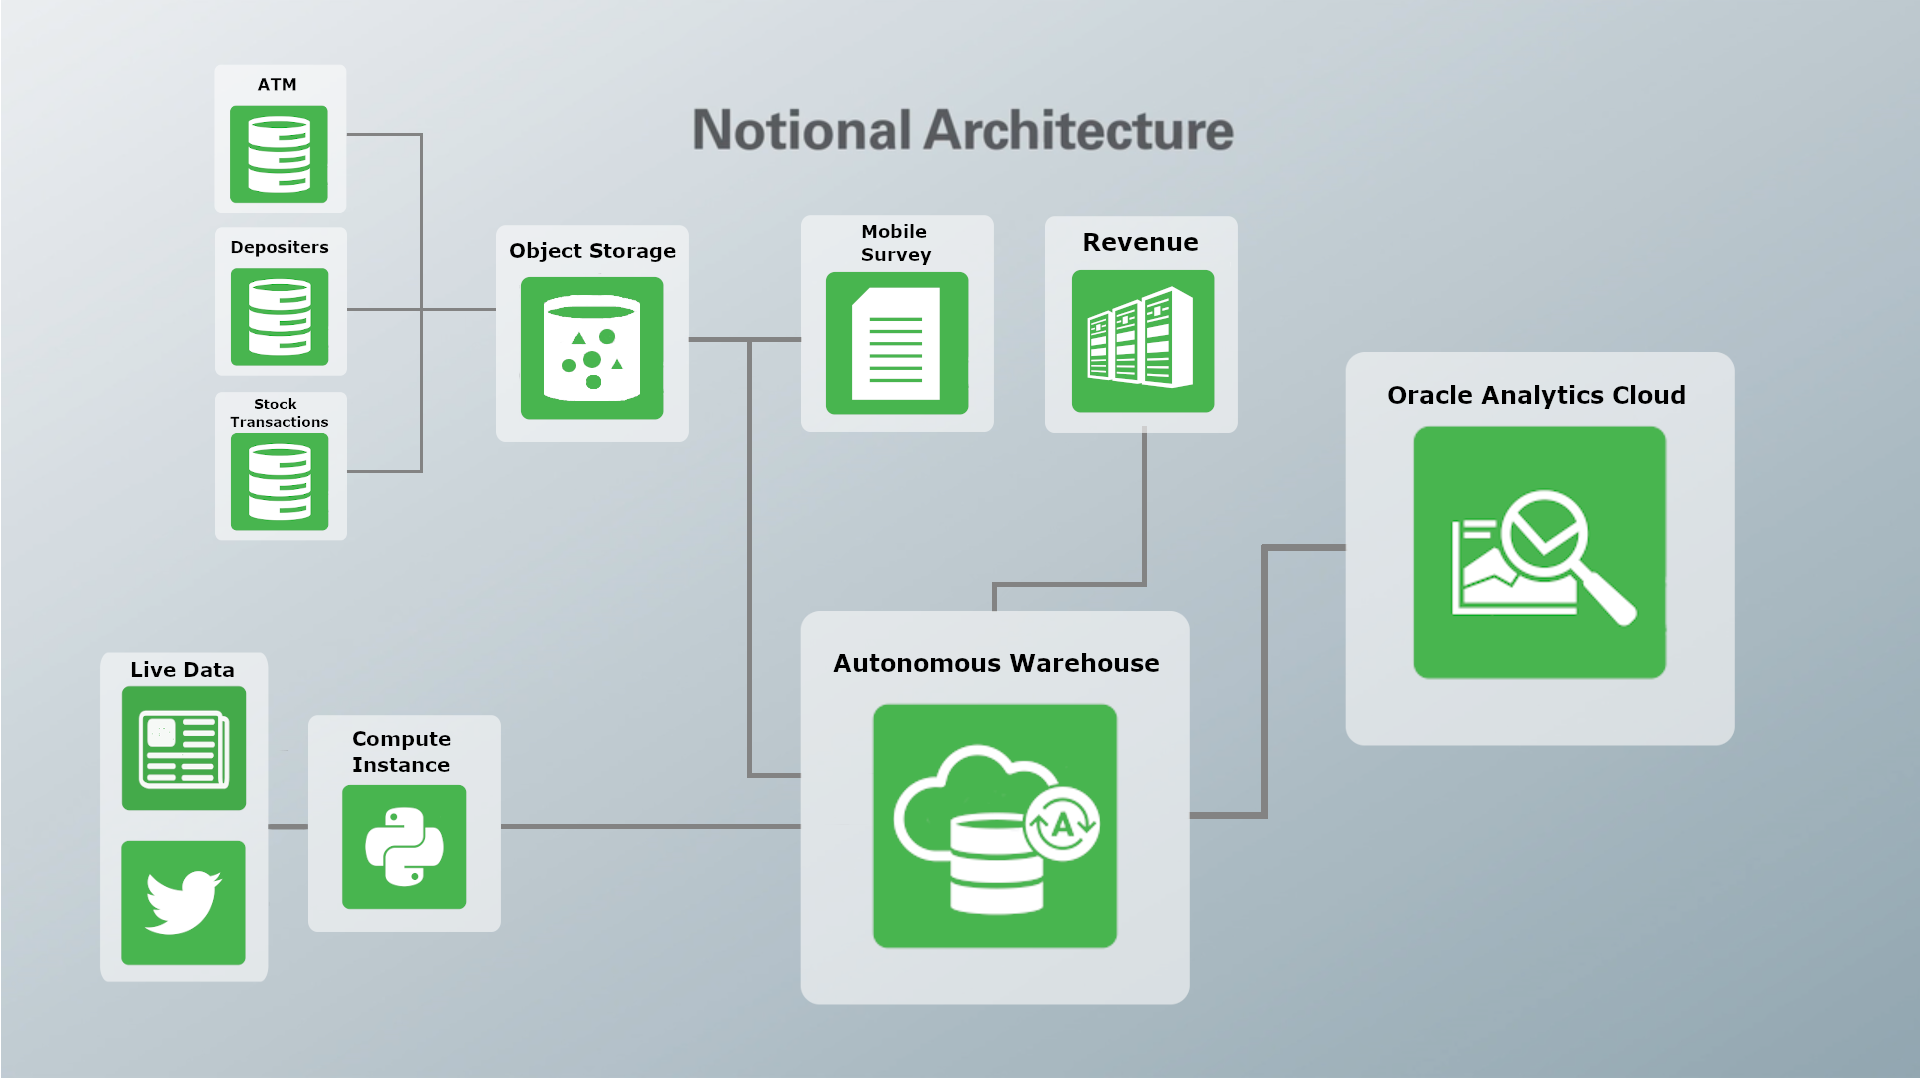 Notional Architecture
ATM
Depositers
Stock
Transactions
Object Storage
Mobile
Survey
Revenue
Oracle Analytics Cloud
Live Data
Compute
Instance
Autonomous Warehouse
A